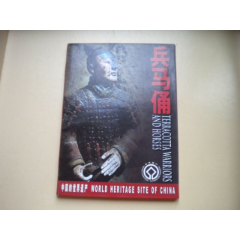 兵马俑
TERRACOTTA WARRIORS
AND HORSES
中国的世界遗产 WORLD HERITAGE SITE OF CHINA